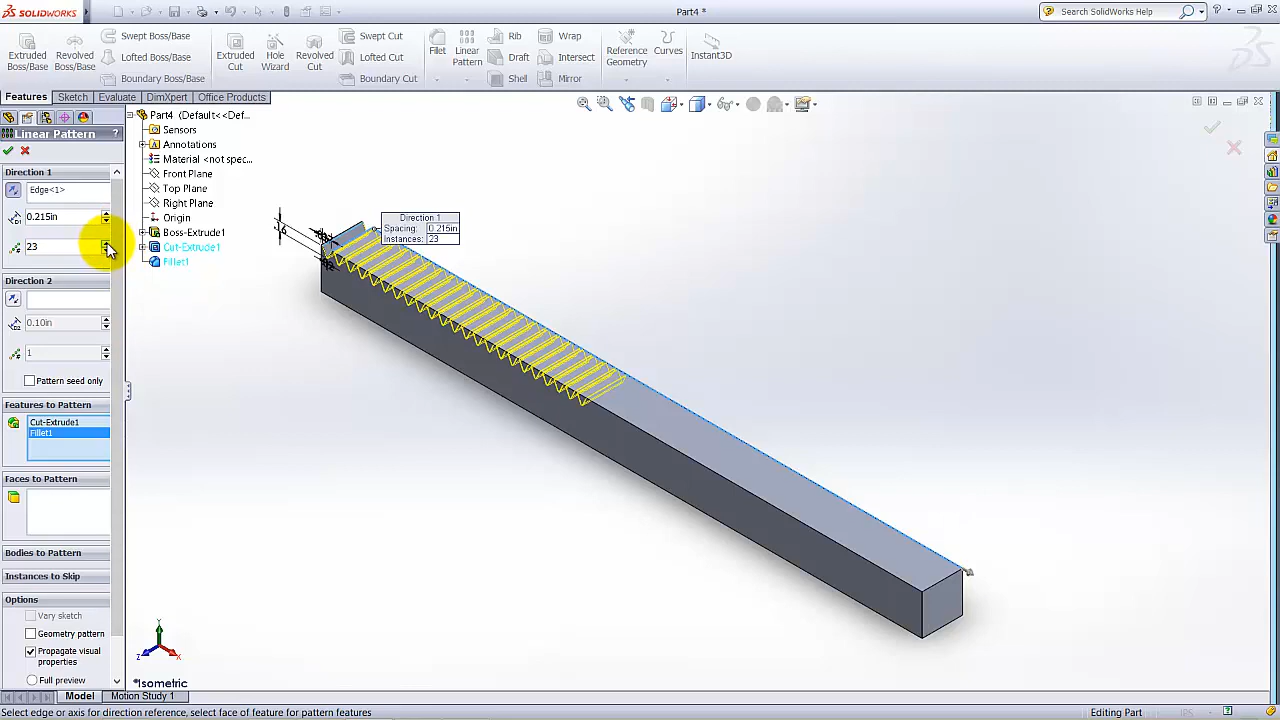 SOLIDWORKS
Part4 *
Search SolidWorks Help
Extruded Boss/Base
Revolved Boss/Base
Swept Boss/Base
Lofted Boss/Base
Boundary Boss/Base
Extruded Cut
Hole Wizard
Revolved Cut
Swept Cut
Lofted Cut
Boundary Cut
Fillet
Linear Pattern
Rib
Draft
Shell
Wrap
Intersect
Mirror
Reference Geometry
Curves
Instant3D
Features Sketch Evaluate DimXpert Office Products
Linear Pattern ?
Direction 1
Edge<1>
0.215in
23
Direction 2
0.10in
1
Pattern seed only
Features to Pattern
Cut-Extrude1
Fillet1
Faces to Pattern
Bodies to Pattern
Instances to Skip
Options
Vary sketch
Geometry pattern
Propagate visual
properties
Full preview
Part4 (Default<<Def...
Sensors
Annotations
Material <not spec...
Front Plane
Top Plane
Right Plane
Origin
Boss-Extrude1
Cut-Extrude1
Fillet1
Direction 1
Spacing: 0.215in
Instances: 23
Y
Z
X
*Isometric
Model Motion Study 1
Select edge or axis for direction reference, select face of feature for pattern features
Editing Part
IPS